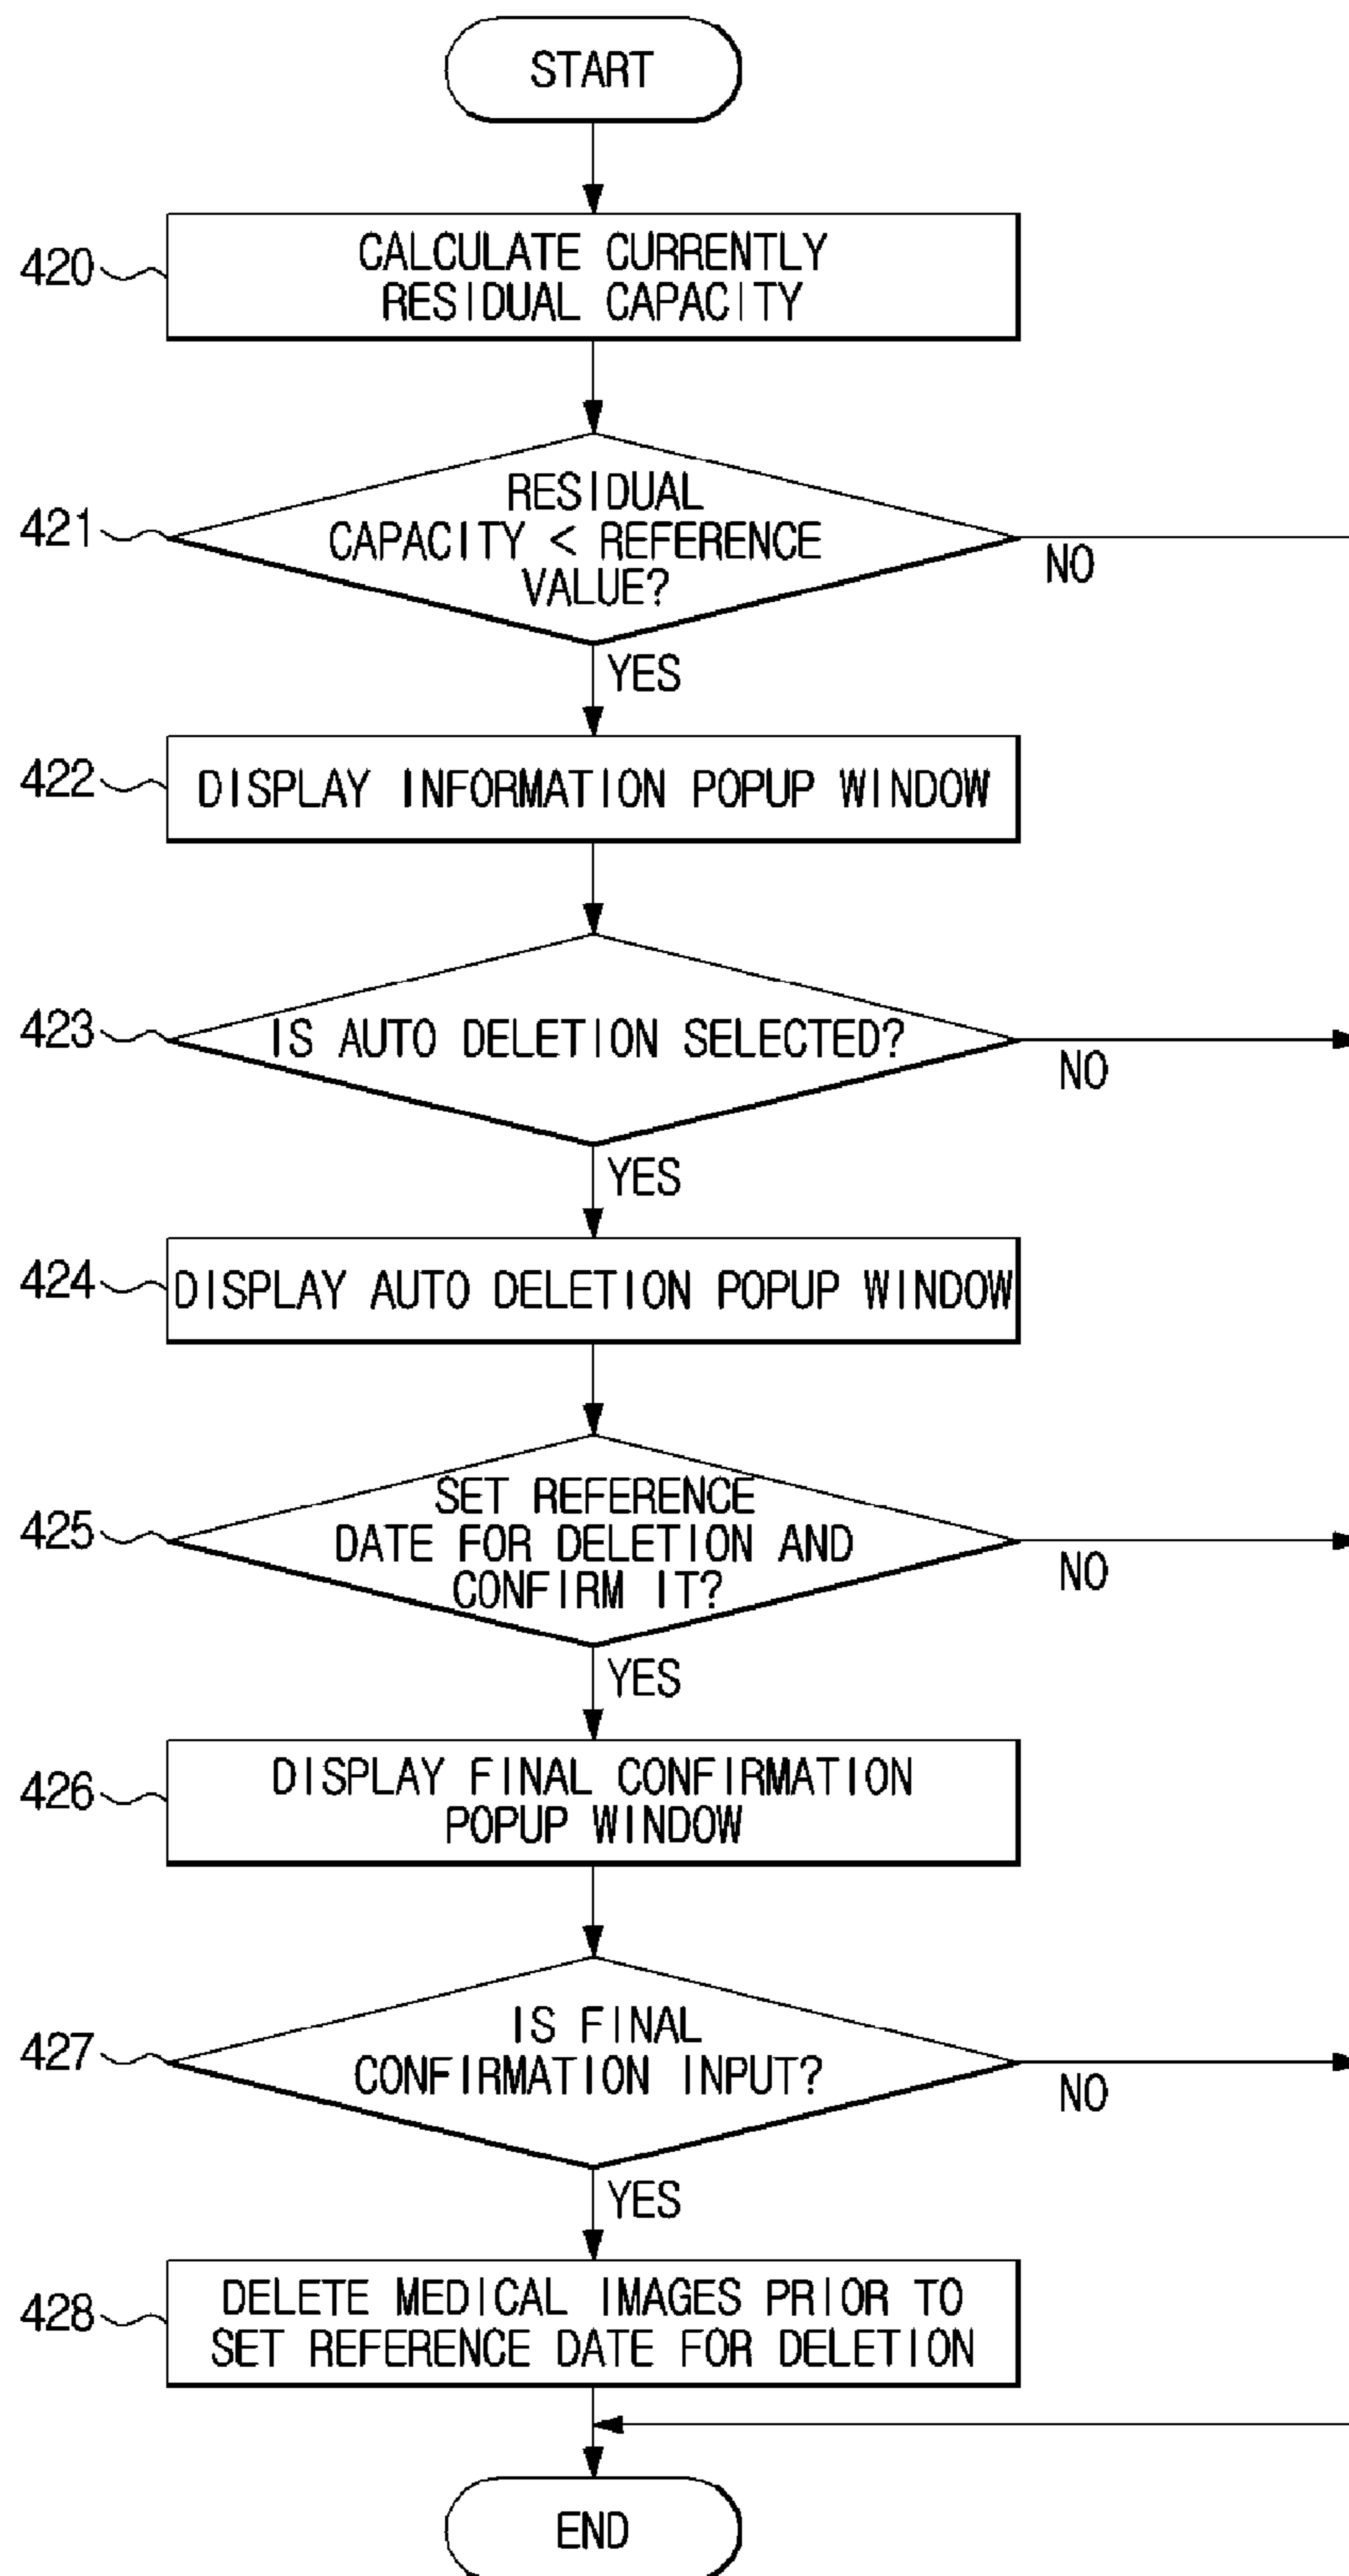 START
420
CALCULATE CURRENTLY
RESIDUAL CAPACITY
421
RESIDUAL
CAPACITY < REFERENCE
VALUE?
NO
YES
422
DISPLAY INFORMATION POPUP WINDOW
423
IS AUTO DELETION SELECTED?
NO
YES
424
DISPLAY AUTO DELETION POPUP WINDOW
425
SET REFERENCE
DATE FOR DELETION AND
CONFIRM IT?
NO
YES
426
DISPLAY FINAL CONFIRMATION
POPUP WINDOW
427
IS FINAL
CONFIRMATION INPUT?
NO
YES
428
DELETE MEDICAL IMAGES PRIOR TO
SET REFERENCE DATE FOR DELETION
END